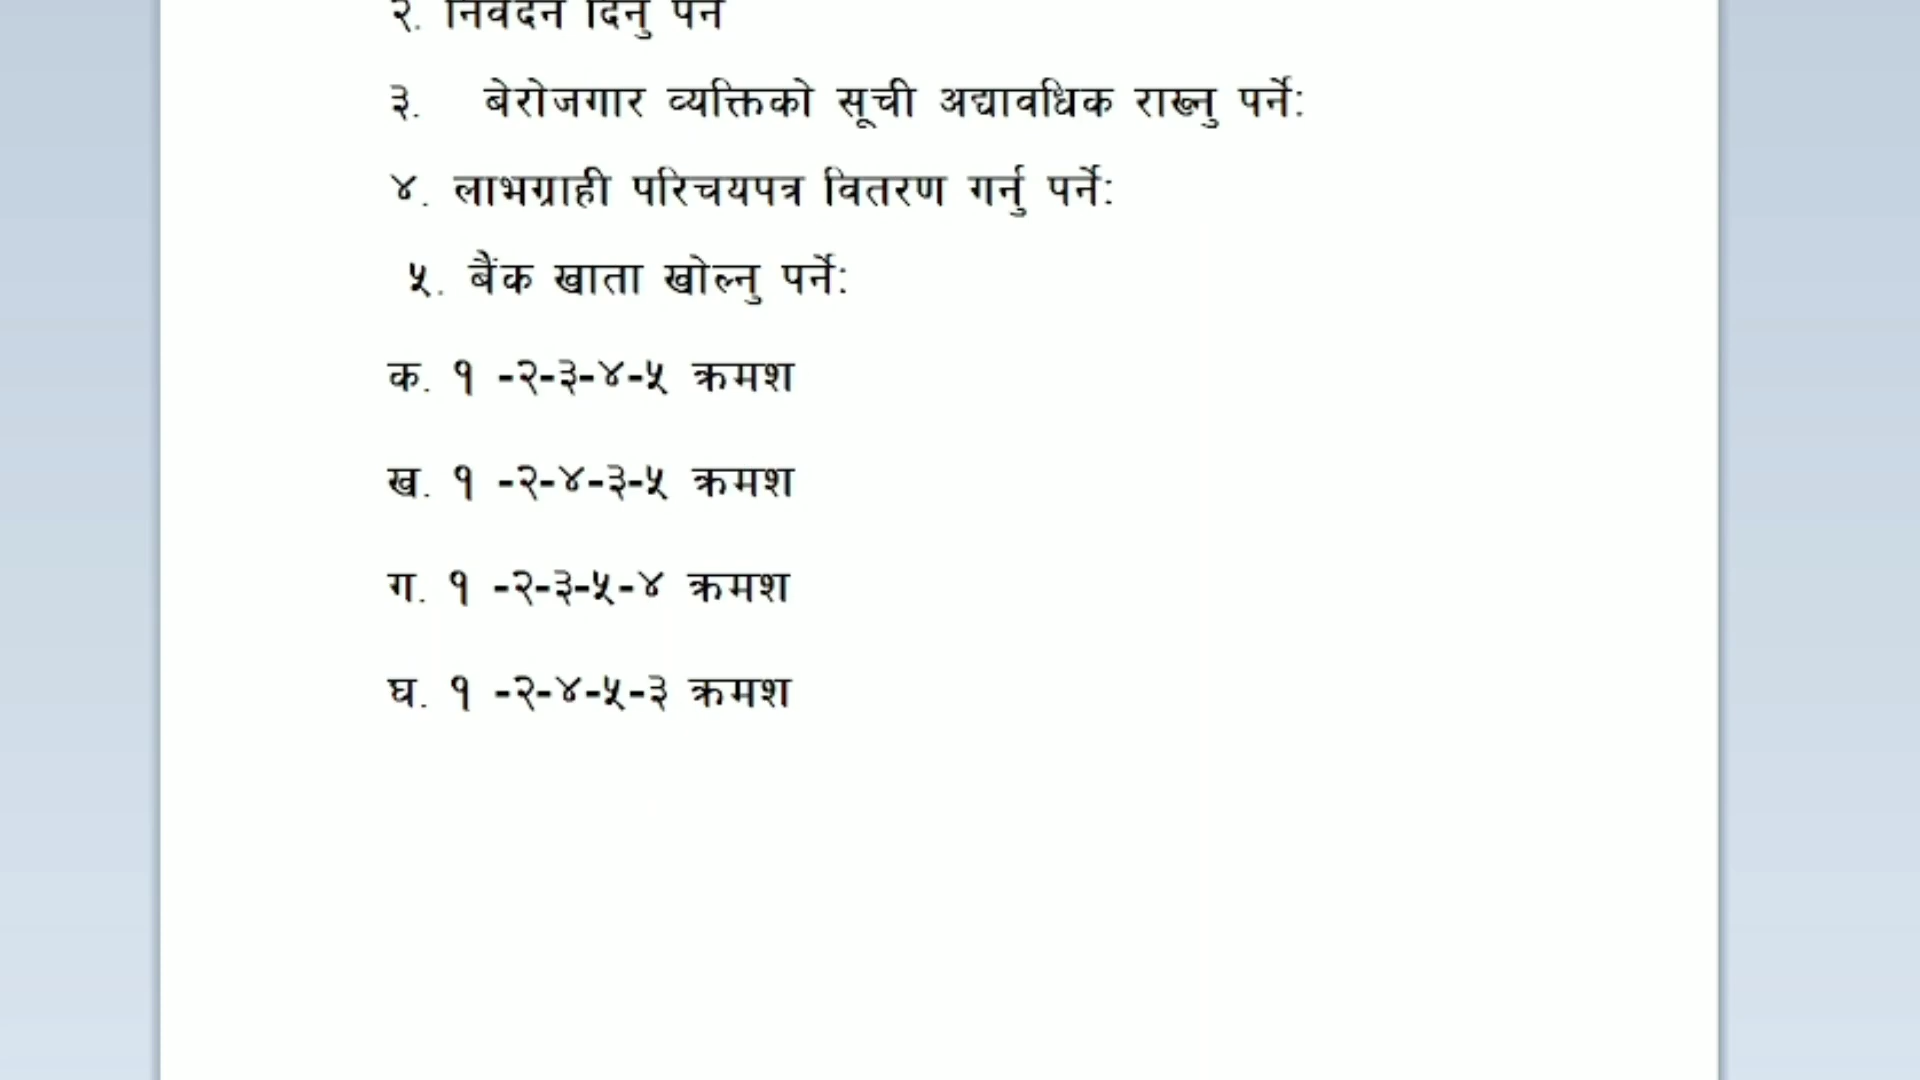 २. निवेदन दिनु पर्ने
३. बेरोजगार व्यक्तिको सूची अद्यावधिक राख्नु पर्ने:
४. लाभग्राही परिचयपत्र वितरण गर्नु पर्ने:
५. बैंक खाता खोल्नु पर्ने:
क. १ -२-३-४-५ क्रमश
ख. १ -२-४-३-५ क्रमश
ग. १ -२-३-५-४ क्रमश
घ. १ -२-४-५-३ क्रमश